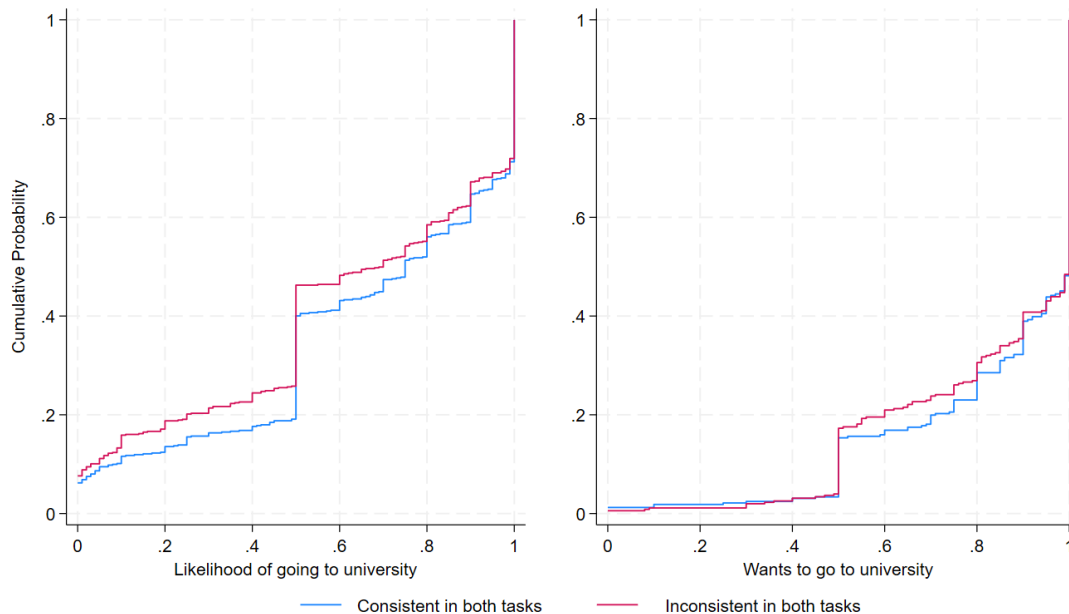 Cumulative Probability
1
.8
.6
.4
.2
0
0 .2 .4 .6 .8 1
Likelihood of going to university
1
.8
.6
.4
.2
0
0 .2 .4 .6 .8 1
Wants to go to university
Consistent in both tasks
Inconsistent in both tasks